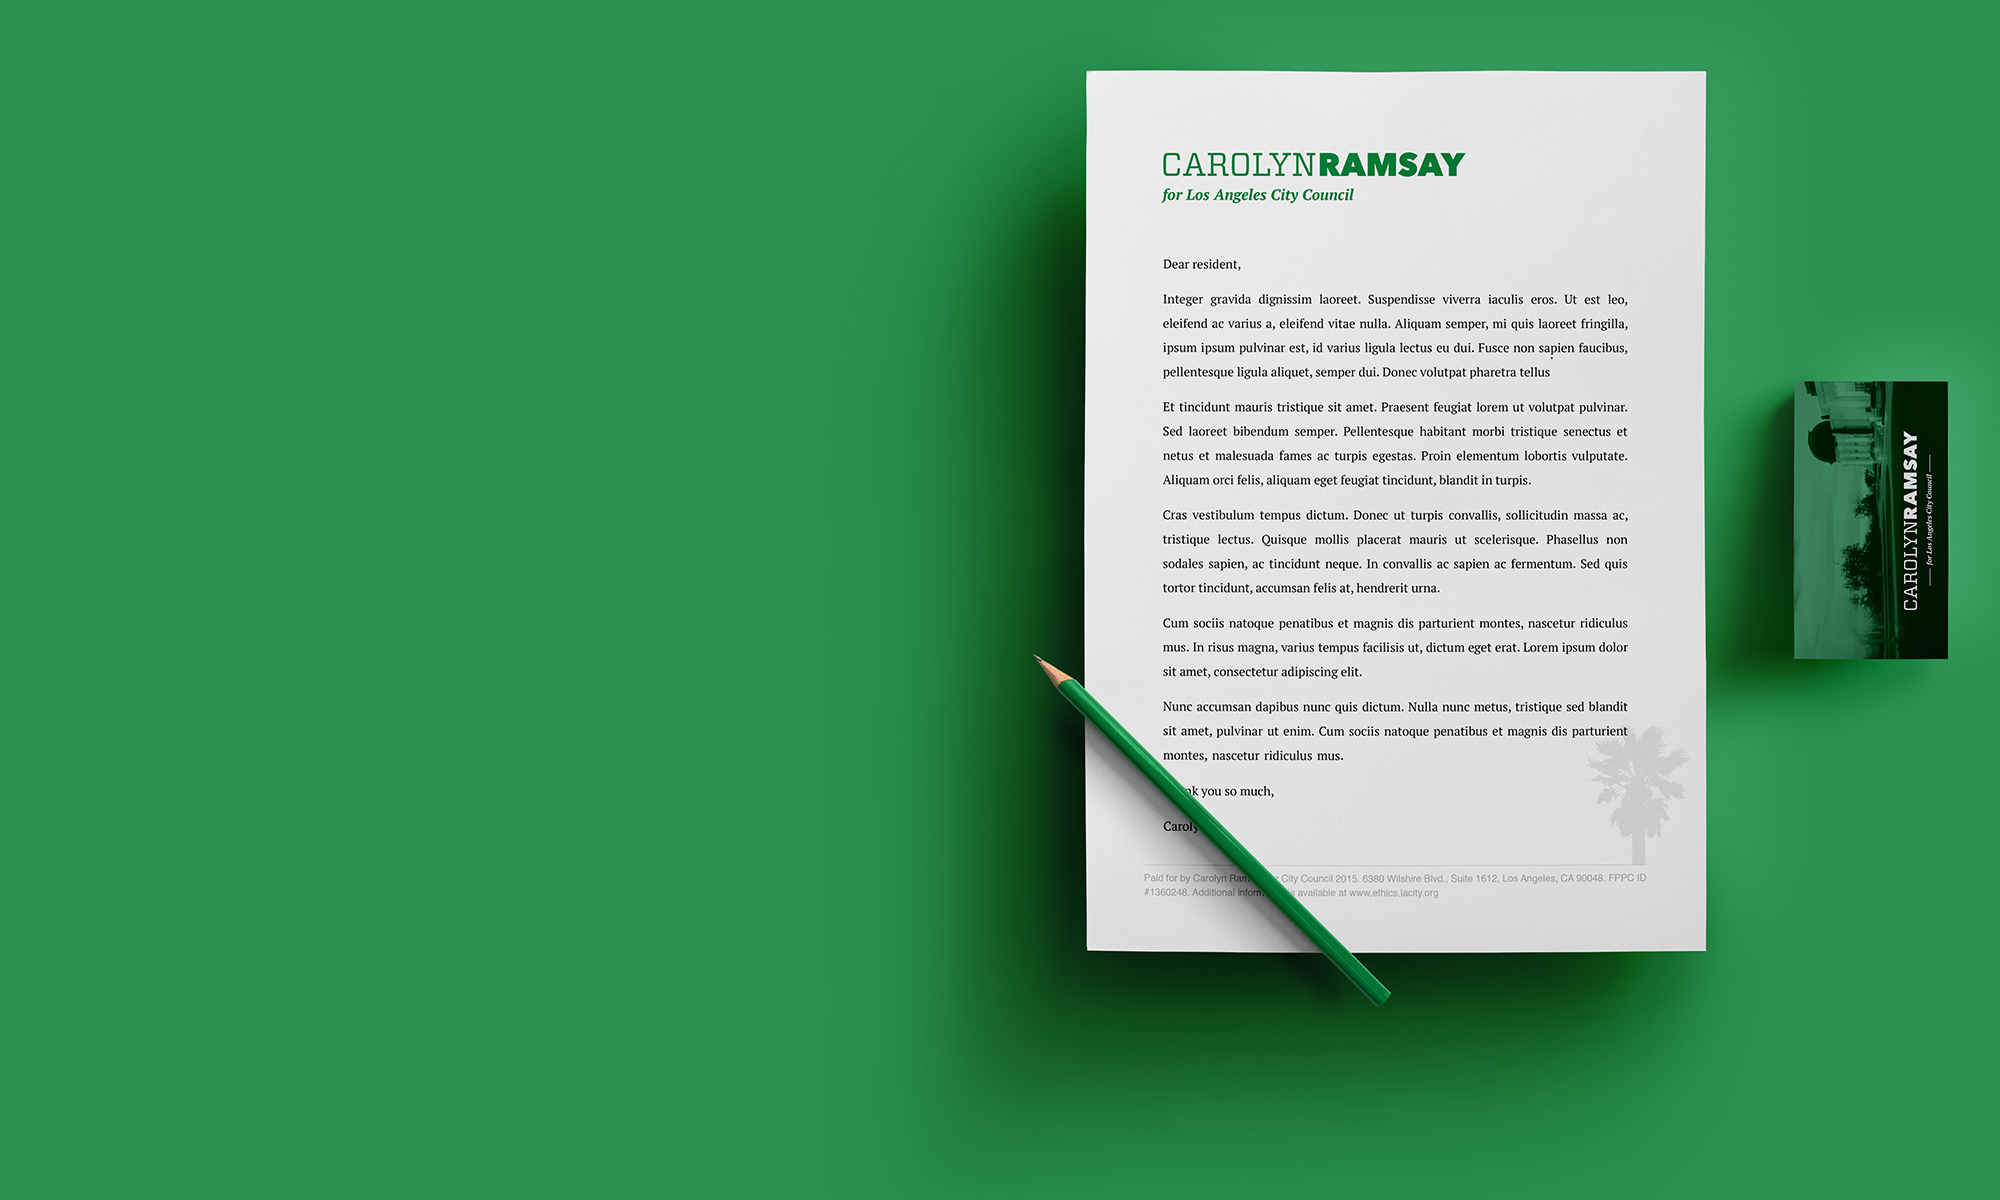 CAROLYNRAMSAY
for Los Angeles City Council
Dear resident,
Integer gravida dignissim laoreet. Suspendisse viverra iaculis eros. Ut est leo,
eleifend ac varius a, eleifend vitae nulla. Aliquam semper, mi quis laoreet fringilla,
ipsum ipsum pulvinar est, id varius ligula lectus eu dui. Fusce non sapien faucibus,
pellentesque ligula aliquet, semper dui. Donec volutpat pharetra tellus
Et tincidunt mauris tristique sit amet. Praesent feugiat lorem ut volutpat pulvinar.
Sed laoreet bibendum semper. Pellentesque habitant morbi tristique senectus et
netus et malesuada fames ac turpis egestas. Proin elementum lobortis vulputate.
Aliquam orci felis, aliquam eget feugiat tincidunt, blandit in turpis.
Cras vestibulum tempus dictum. Donec ut turpis convallis, sollicitudin massa ac,
tristique lectus. Quisque mollis placerat mauris ut scelerisque. Phasellus non
sodales sapien, ac tincidunt neque. In convallis ac sapien ac fermentum. Sed quis
tortor tincidunt, accumsan felis at, hendrerit urna.
Cum sociis natoque penatibus et magnis dis parturient montes, nascetur ridiculus
mus. In risus magna, varius tempus facilisis ut, dictum eget erat. Lorem ipsum dolor
sit amet, consectetur adipiscing elit.
Nunc accumsan dapibus nunc quis dictum. Nulla nunc metus, tristique sed blandit
sit amet, pulvinar ut enim. Cum sociis natoque penatibus et magnis dis parturient
montes, nascetur ridiculus mus.
you so much,
Paid for by Carolyn City Council 2015. 6380 Wilshire Blvd., Suite 1612, Los Angeles, CA 90048. FPPC ID
#1360248. Additional available at www.ethics.lacity.org
CAROLYNRAMSAY
for Los Angeles City Council